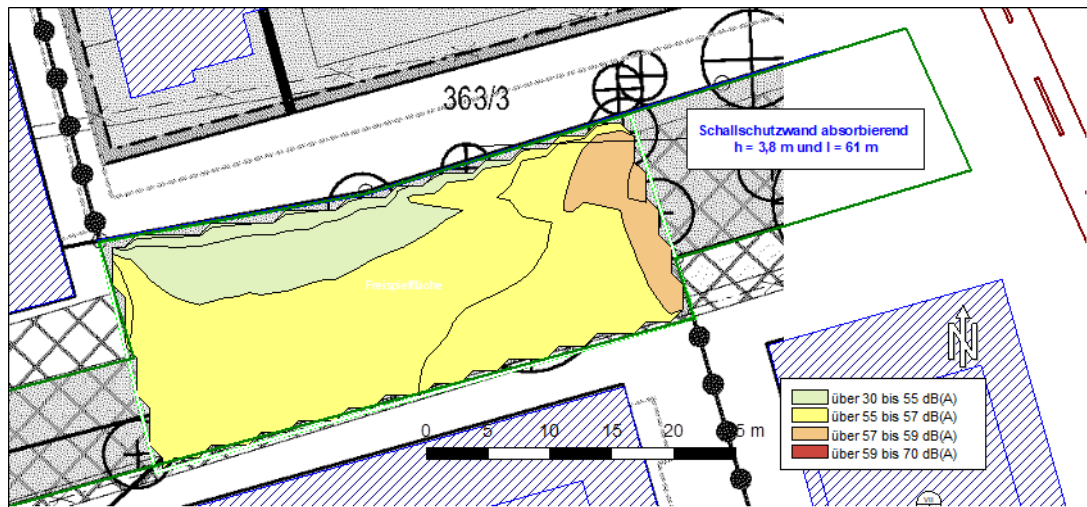 363/3
Schallschutzwand absorbierend
h = 3,8 m und l = 61 m
Freispielfläche
über 30 bis 55 dB(A)
über 55 bis 57 dB(A)
über 57 bis 59 dB(A)
über 59 bis 70 dB(A)
0 5 10 15 20 25 m
VII